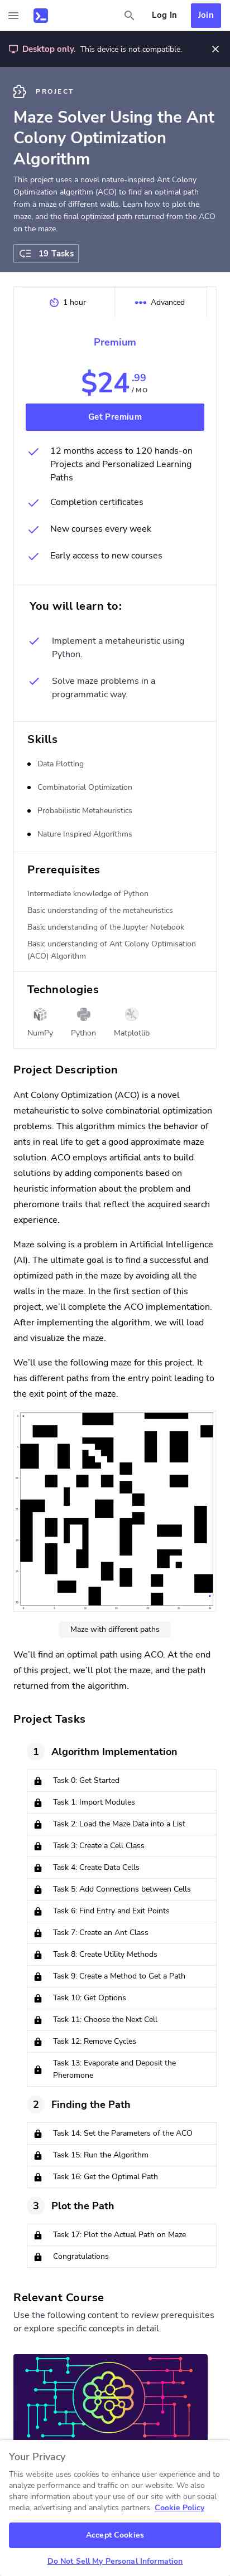 Log In
Join
Desktop only. This device is not compatible.
PROJECT
Maze Solver Using the Ant
Colony Optimization
Algorithm
This project uses a novel nature-inspired Ant Colony
Optimization algorithm (ACO) to find an optimal path
from a maze of different walls. Learn how to plot the
maze, and the final optimized path returned from the ACO
on the maze.
19 Tasks
1 hour
Advanced
Premium
$24 .99 /MO
Get Premium
12 months access to 120 hands-on
Projects and Personalized Learning
Paths
Completion certificates
New courses every week
Early access to new courses
You will learn to:
Implement a metaheuristic using
Python.
Solve maze problems in a
programmatic way.
Skills
Data Plotting
Combinatorial Optimization
Probabilistic Metaheuristics
Nature Inspired Algorithms
Prerequisites
Intermediate knowledge of Python
Basic understanding of the metaheuristics
Basic understanding of the Jupyter Notebook
Basic understanding of Ant Colony Optimisation
(ACO) Algorithm
Technologies
NumPy
Python
Matplotlib
Project Description
Ant Colony Optimization (ACO) is a novel
metaheuristic to solve combinatorial optimization
problems. This algorithm mimics the behavior of
ants in real life to get a good approximate maze
solution. ACO employs artificial ants to build
solutions by adding components based on
heuristic information about the problem and
pheromone trails that reflect the acquired search
experience.
Maze solving is a problem in Artificial Intelligence
(AI). The ultimate goal is to find a successful and
optimized path in the maze by avoiding all the
walls in the maze. In the first section of this
project, we’ll complete the ACO implementation.
After implementing the algorithm, we will load
and visualize the maze.
We’ll use the following maze for this project. It
has different paths from the entry point leading to
the exit point of the maze.
Maze with different paths
We’ll find an optimal path using ACO. At the end
of this project, we’ll plot the maze, and the path
returned from the algorithm.
Project Tasks
1 Algorithm Implementation
Task 0: Get Started
Task 1: Import Modules
Task 2: Load the Maze Data into a List
Task 3: Create a Cell Class
Task 4: Create Data Cells
Task 5: Add Connections between Cells
Task 6: Find Entry and Exit Points
Task 7: Create an Ant Class
Task 8: Create Utility Methods
Task 9: Create a Method to Get a Path
Task 10: Get Options
Task 11: Choose the Next Cell
Task 12: Remove Cycles
Task 13: Evaporate and Deposit the
Pheromone
2 Finding the Path
Task 14: Set the Parameters of the ACO
Task 15: Run the Algorithm
Task 16: Get the Optimal Path
3 Plot the Path
Task 17: Plot the Actual Path on the Maze
Congratulations
Relevant Course
Use the following content to review prerequisites
or explore specific concepts in detail.
Your Privacy
This website uses cookies to enhance user experience and to
analyze performance and traffic on our website. We also
share information about your use of our site with our social
media, advertising and analytics partners. Cookie Policy
Accept Cookies
Do Not Sell My Personal Information